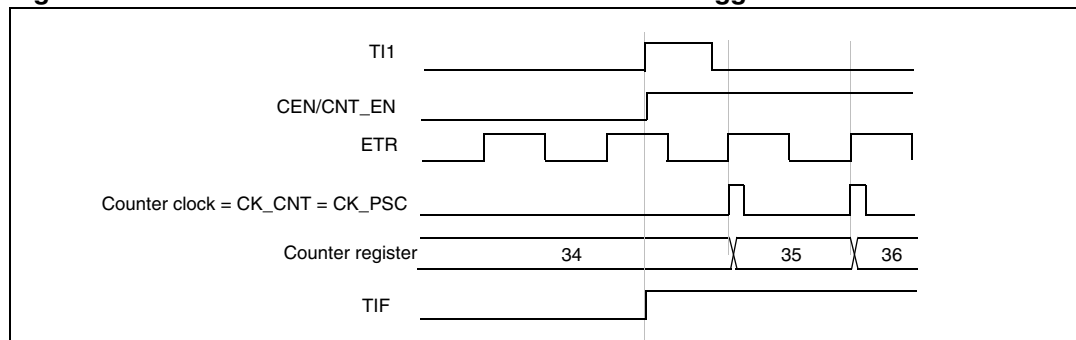 TI1
CEN/CNT_EN
ETR
Counter clock = CK_CNT = CK_PSC
Counter register
34 35 36
TIF